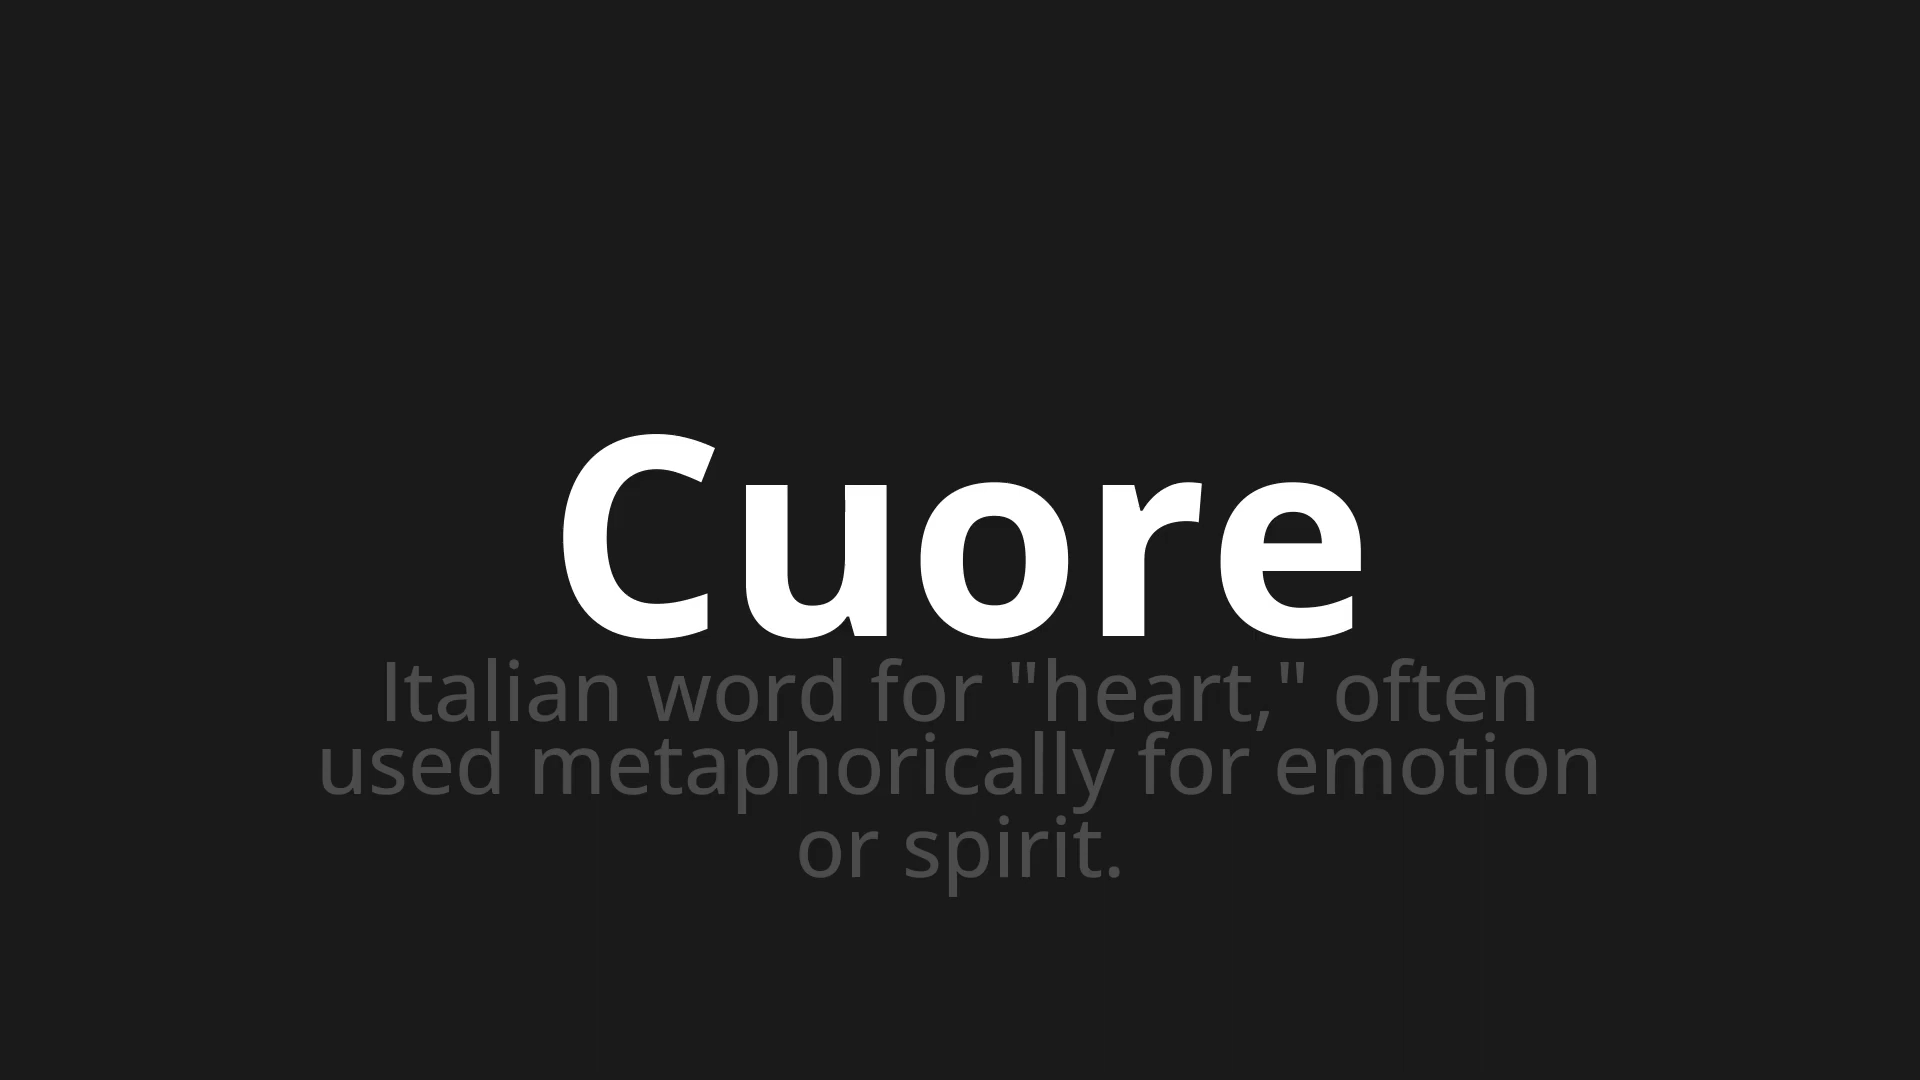 Cuore
Italian word for "heart," often
used metaphorically for emotion
or spirit.